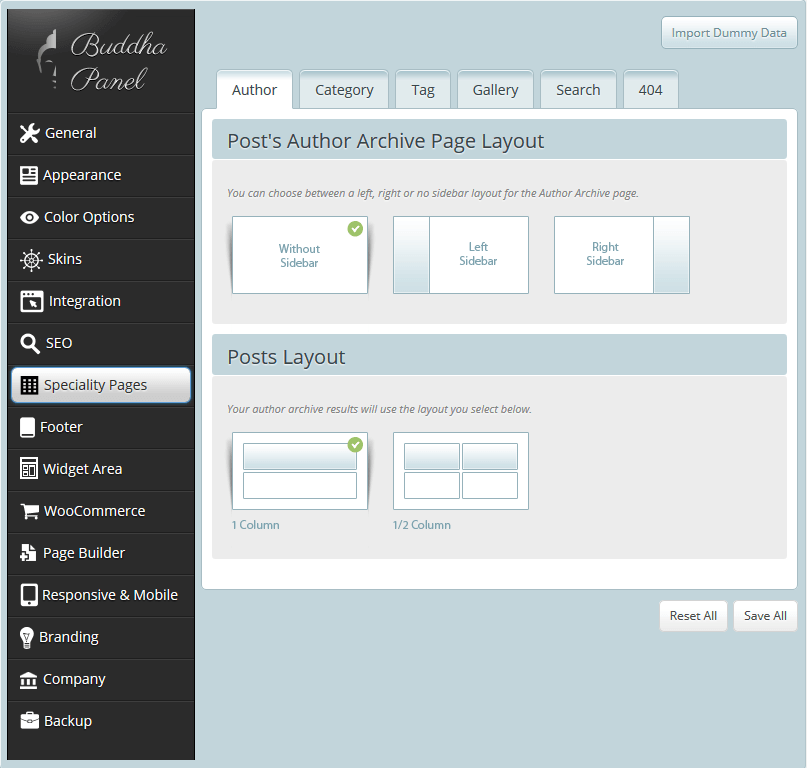 Buddha
Panel
General
Appearance
Color Options
Skins
Integration
SEO
Speciality Pages
Footer
Widget Area
WooCommerce
Page Builder
Responsive & Mobile
Branding
Company
Backup
Import Dummy Data
Author Category Tag Gallery Search 404
Post's Author Archive Page Layout
You can choose between a left, right or no sidebar layout for the Author Archive page.
Without
Sidebar
Left
Sidebar
Right
Sidebar
Posts Layout
Your author archive results will use the layout you select below.
1 Column
1/2 Column
Reset All Save All